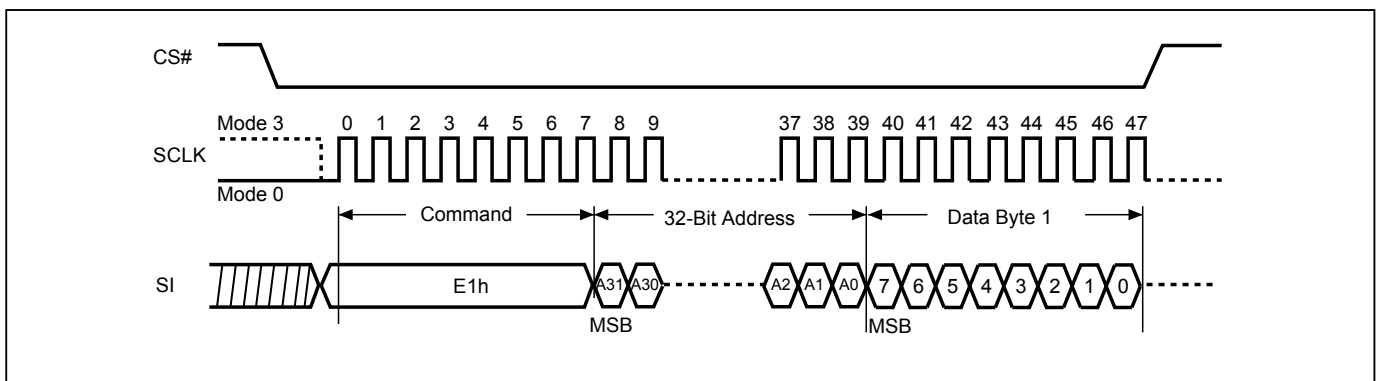 CS#
Mode 3 0 1 2 3 4 5 6 7 8 9 37 38 39 40 41 42 43 44 45 46 47
SCLK
Mode 0
Command 32-Bit Address Data Byte 1
SI E1h A31 A30 A2 A1 A0 7 6 5 4 3 2 1 0
MSB MSB